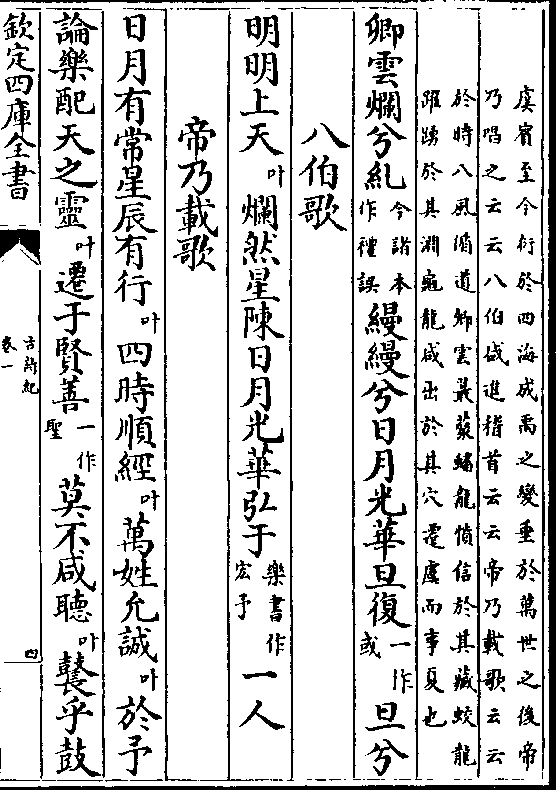 虞賓至今衍於四海成禹之變垂於萬世之後帝
乃唱之云云八伯咸進稽首云云帝乃載歌云云
於時八風循道卿雲叢藂蟠龍僨信於其藏蛟龍
踊躍於其淵龜龍咸出於其穴遷虞而事夏也
卿雲爛兮糺今諸本作禮誤縵縵兮日月光華旦復一作或旦兮
八伯歌
明明上天叶爛然星陳日月光華弘于樂書作宏予一人
帝乃載歌
日月有常星辰有行叶四時順經叶萬姓允誠叶於予
論樂配天之靈叶遷于賢善一作聖莫不咸聽叶鼚乎鼓
欽定四庫全書
古詩紀
卷一
四